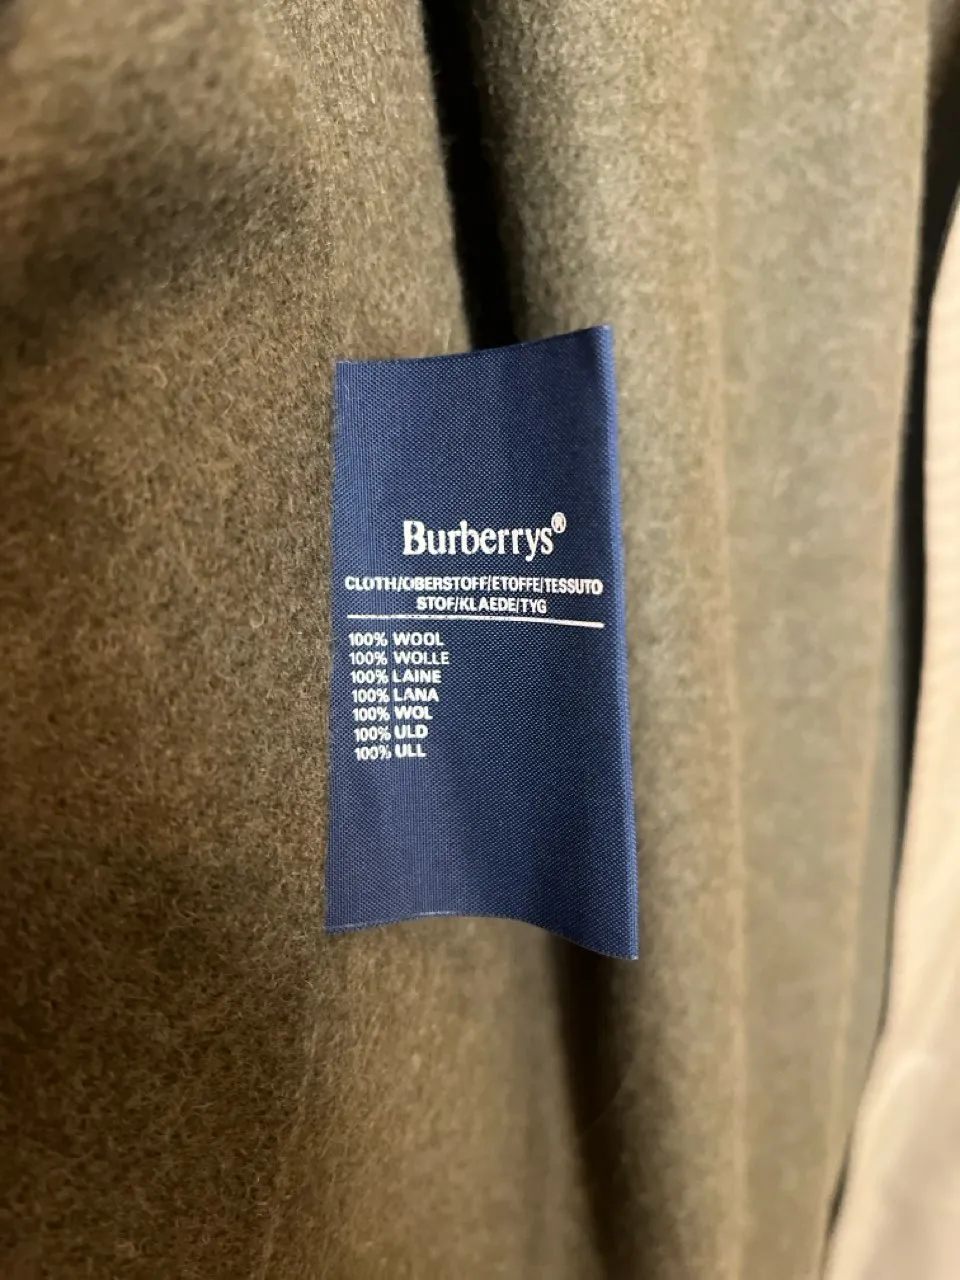 Burberrys®
CLOTH/OBERSTOFF/ETOFFE/TESSUTO
STOF/KLAEDE/TYG
100% WOOL
100% WOLLE
100% LAINE
100% LANA
100% WOL
100% ULD
100% ULL